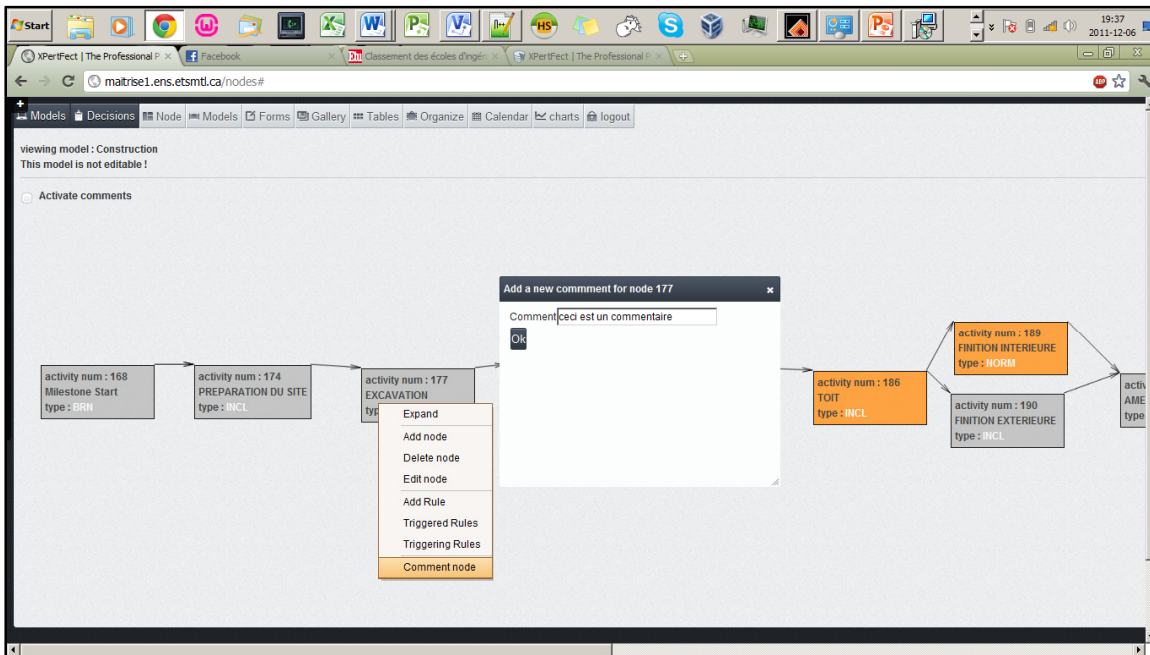 Start
19:37
2011-12-06
XPertFect | The Professional P
Facebook
Classement des écoles d'ingén
XPertFect | The Professional P
maitrise1.ens.etsmtl.ca/nodes#
Models Decisions Node Models Forms Gallery Tables Organize Calendar charts logout
viewing model : Construction
This model is not editable !
Activate comments
Add a new commment for node 177
Comment ceci est un commentaire
Ok
activity num : 168
Milestone Start
type : BRN
activity num : 174
PREPARATION DU SITE
type : INCL
activity num : 177
EXCAVATION
Expand
Add node
Delete node
Edit node
Add Rule
Triggered Rules
Triggering Rules
Comment node
activity num : 186
TOIT
type : INCL
activity num : 189
FINITION INTERIEURE
type : NORM
activity num : 190
FINITION EXTERIEURE
type : INCL
activ
AME
type